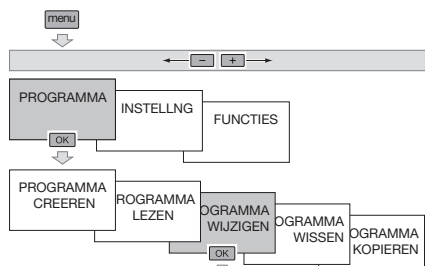 menu
- +
PROGRAMMA
INSTELLNG
FUNCTIES
OK
PROGRAMMA
CREEREN
ROGRAMMA
LEZEN
OGRAMMA
WIJZIGEN
OGRAMMA
WISSEN
OGRAMMA
KOPIEREN
OK